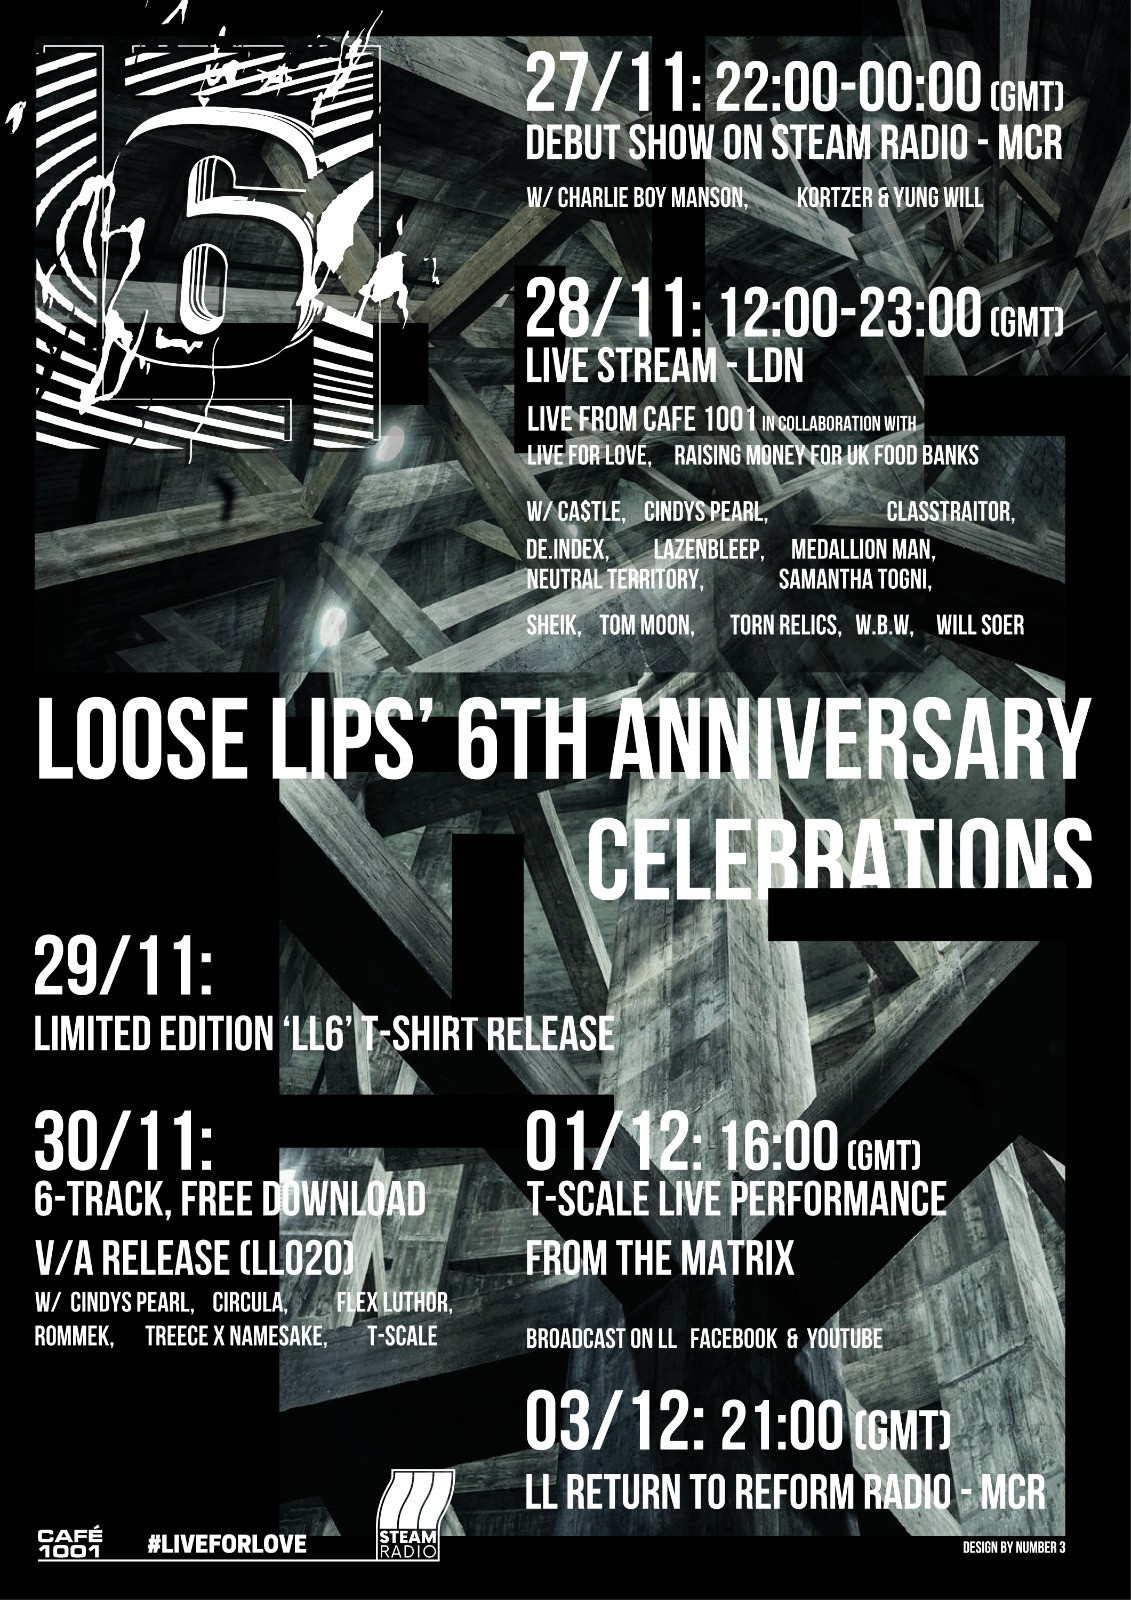 6
27/11: 22:00-00:00 (GMT)
DEBUT SHOW ON STEAM RADIO - MCR
W/ CHARLIE BOY MANSON, KORTZER & YUNG WILL
28/11: 12:00-23:00 (GMT)
LIVE STREAM - LDN
LIVE FROM CAFE 1001 IN COLLABORATION WITH
LIVE FOR LOVE, RAISING MONEY FOR UK FOOD BANKS
W/ CA$TLE, CINDYS PEARL, CLASSTRAITOR,
DE.INDEX, LAZENBLEEP, MEDALLION MAN,
NEUTRAL TERRITORY, SAMANTHA TOGNI,
SHEIK, TOM MOON, TORN RELICS, W.B.W, WILL SOER
LOOSE LIPS' 6TH ANNIVERSARY
CELEBRATIONS
29/11:
LIMITED EDITION 'LL6' T-SHIRT RELEASE
30/11:
6-TRACK, FREE DOWNLOAD
V/A RELEASE (LL020)
W/ CINDYS PEARL, CIRCULA, FLEX LUTHOR,
ROMMEK, TREECE X NAMESAKE, T-SCALE
01/12: 16:00 (GMT)
T-SCALE LIVE PERFORMANCE
FROM THE MATRIX
BROADCAST ON LL FACEBOOK & YOUTUBE
03/12: 21:00 (GMT)
LL RETURN TO REFORM RADIO - MCR
CAFÉ
1001
#LIVEFORLOVE
STEAM
RADIO
DESIGN BY NUMBER 3